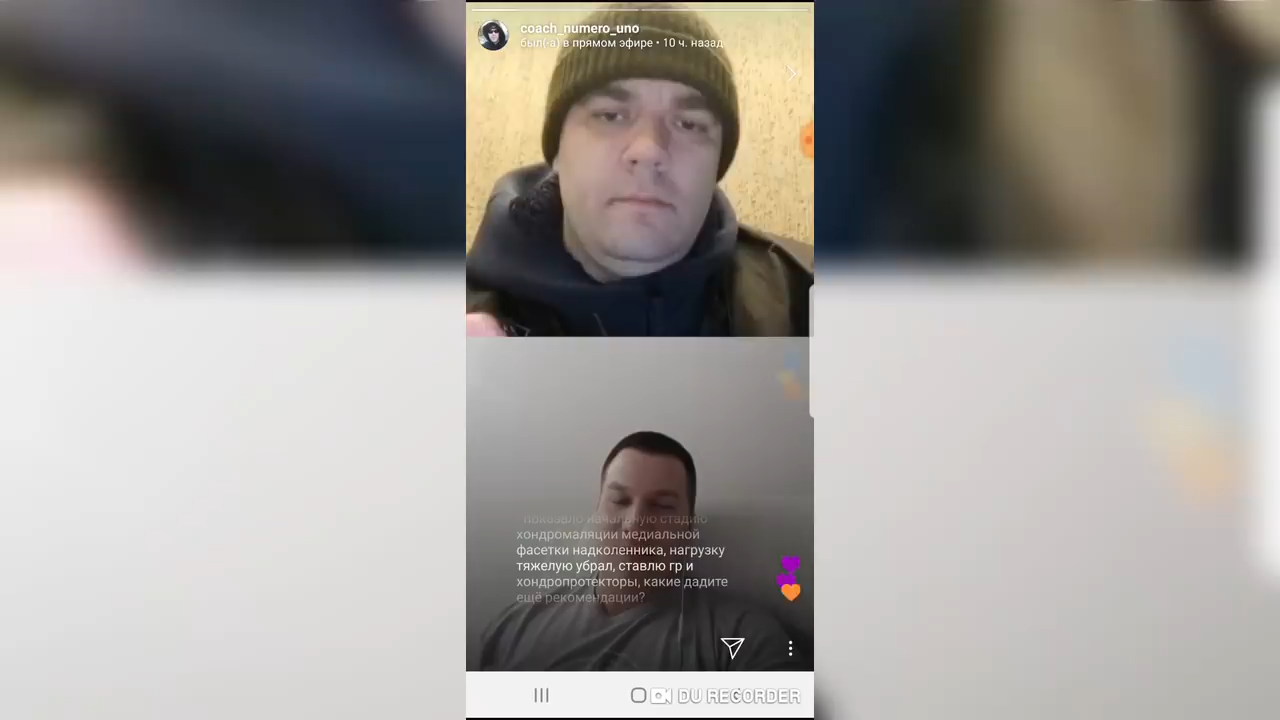 coach_numero_uno
был(-а) в прямом эфире • 10 ч. назад
начальную стадию
хондромаляции медиальной
фасетки надколенника, нагрузку
тяжелую убрал, ставлю гр и
хондропротекторы, какие дадите
ещё рекомендации?
DU RECORDER